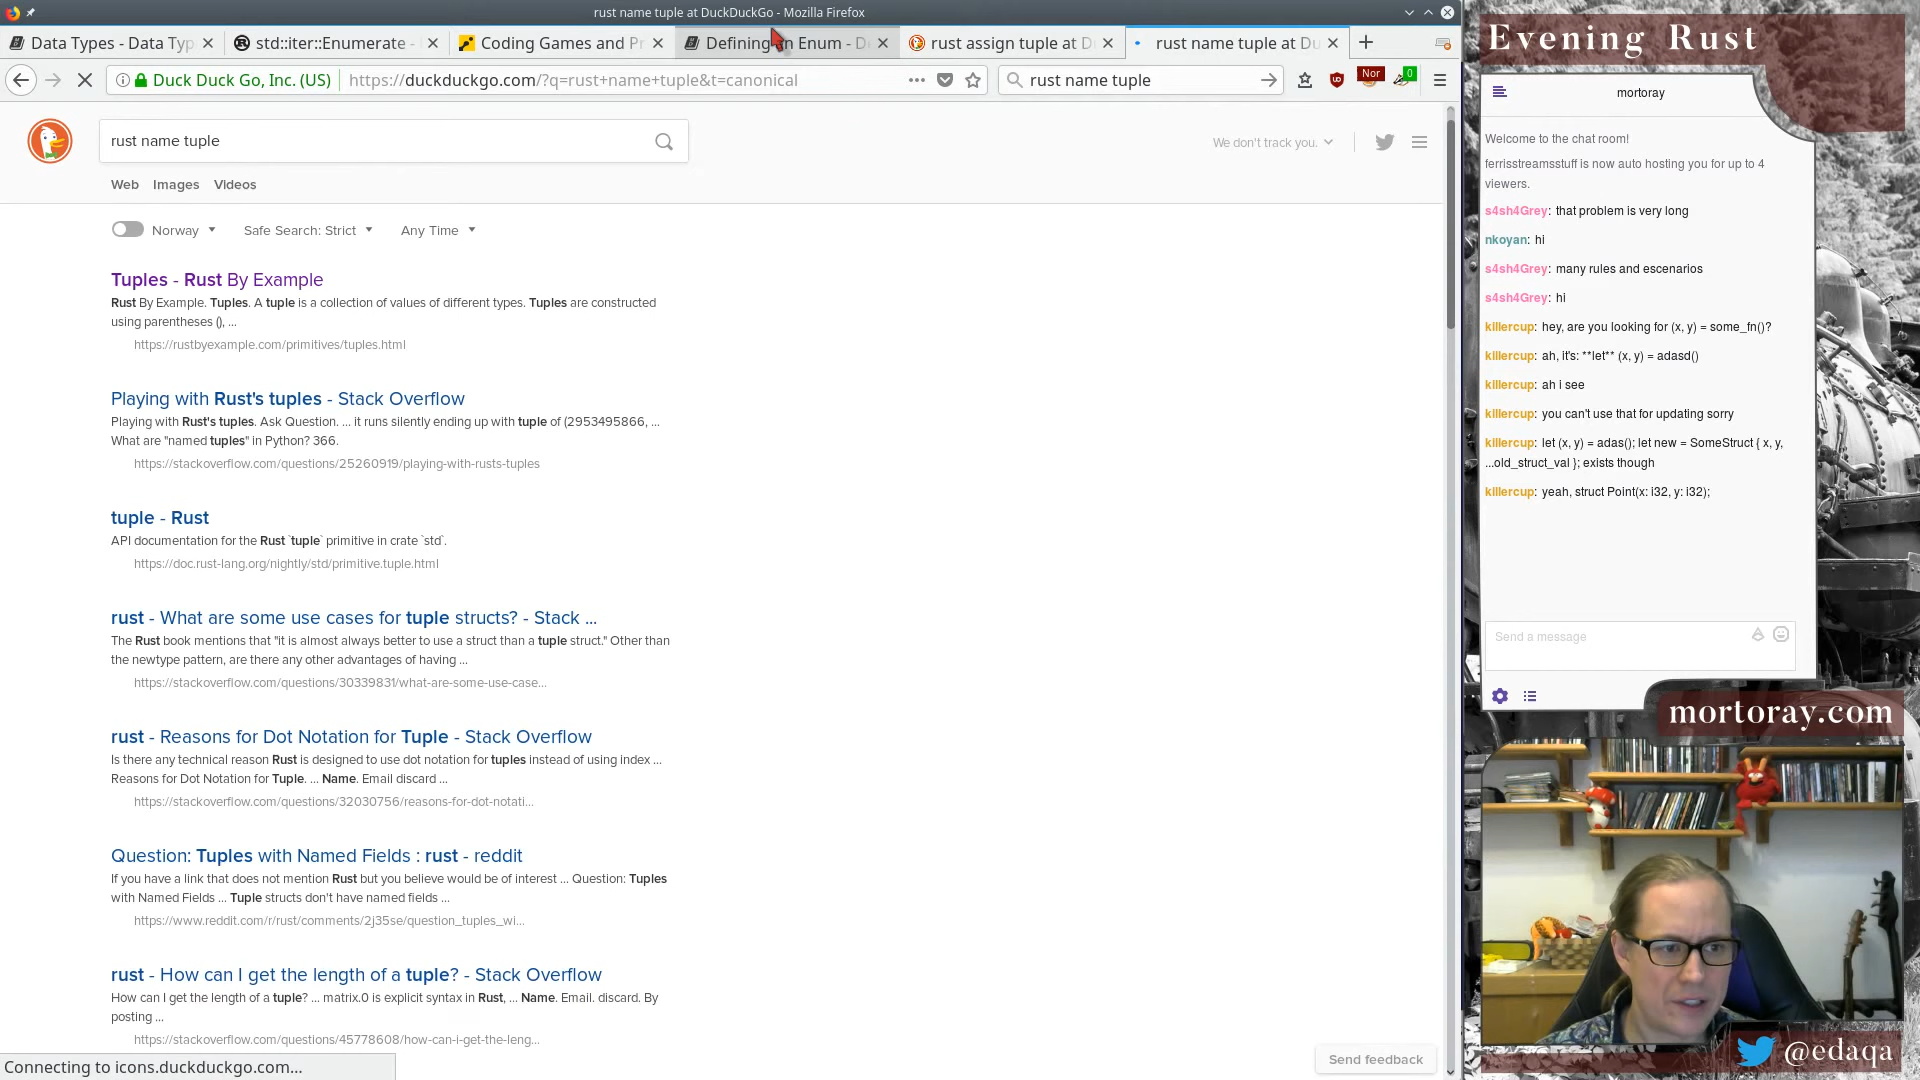 rust name tuple at DuckDuckGo - Mozilla Firefox
Data Types - Data Typ
std::iter::Enumerate -
Coding Games and Pr
Defining an Enum - De
rust assign tuple at D
rust name tuple at Du
Duck Duck Go, Inc. (US)
https://duckduckgo.com/?q=rust+name+tuple&t=canonical
rust name tuple
Nor
0
rust name tuple
We don't track you.
Web
Images
Videos
Norway
Safe Search: Strict
Any Time
Tuples - Rust By Example
Rust By Example. Tuples. A tuple is a collection of values of different types. Tuples are constructed
using parentheses (), ...
https://rustbyexample.com/primitives/tuples.html
Playing with Rust's tuples - Stack Overflow
Playing with Rust's tuples. Ask Question. ... it runs silently ending up with tuple of (2953495866, ...
What are "named tuples" in Python? 366.
https://stackoverflow.com/questions/25260919/playing-with-rusts-tuples
tuple - Rust
API documentation for the Rust `tuple` primitive in crate `std`.
https://doc.rust-lang.org/nightly/std/primitive.tuple.html
rust - What are some use cases for tuple structs? - Stack ...
The Rust book mentions that "it is almost always better to use a struct than a tuple struct." Other than
the newtype pattern, are there any other advantages of having ...
https://stackoverflow.com/questions/30339831/what-are-some-use-case...
rust - Reasons for Dot Notation for Tuple - Stack Overflow
Is there any technical reason Rust is designed to use dot notation for tuples instead of using index ...
Reasons for Dot Notation for Tuple. ... Name. Email discard ...
https://stackoverflow.com/questions/32030756/reasons-for-dot-notati...
Question: Tuples with Named Fields : rust - reddit
If you have a link that does not mention Rust but you believe would be of interest ... Question: Tuples
with Named Fields ... Tuple structs don't have named fields ...
https://www.reddit.com/r/rust/comments/2j35se/question_tuples_wi...
rust - How can I get the length of a tuple? - Stack Overflow
How can I get the length of a tuple? ... matrix.0 is explicit syntax in Rust, ... Name. Email. discard. By
posting ...
https://stackoverflow.com/questions/45778608/how-can-i-get-the-leng...
Send feedback
Connecting to icons.duckduckgo.com...
Evening Rust
mortoray
Welcome to the chat room!
ferrisstreamsstuff is now auto hosting you for up to 4
viewers.
s4sh4Grey: that problem is very long
nkoyan: hi
s4sh4Grey: many rules and escenarios
s4sh4Grey: hi
killercup: hey, are you looking for (x, y) = some_fn()?
killercup: ah, it's: **let** (x, y) = adasd()
killercup: ah i see
killercup: you can't use that for updating sorry
killercup: let (x, y) = adas(); let new = SomeStruct { x, y,
...old_struct_val }; exists though
killercup: yeah, struct Point(x: i32, y: i32);
Send a message
mortoray.com
@edaqa